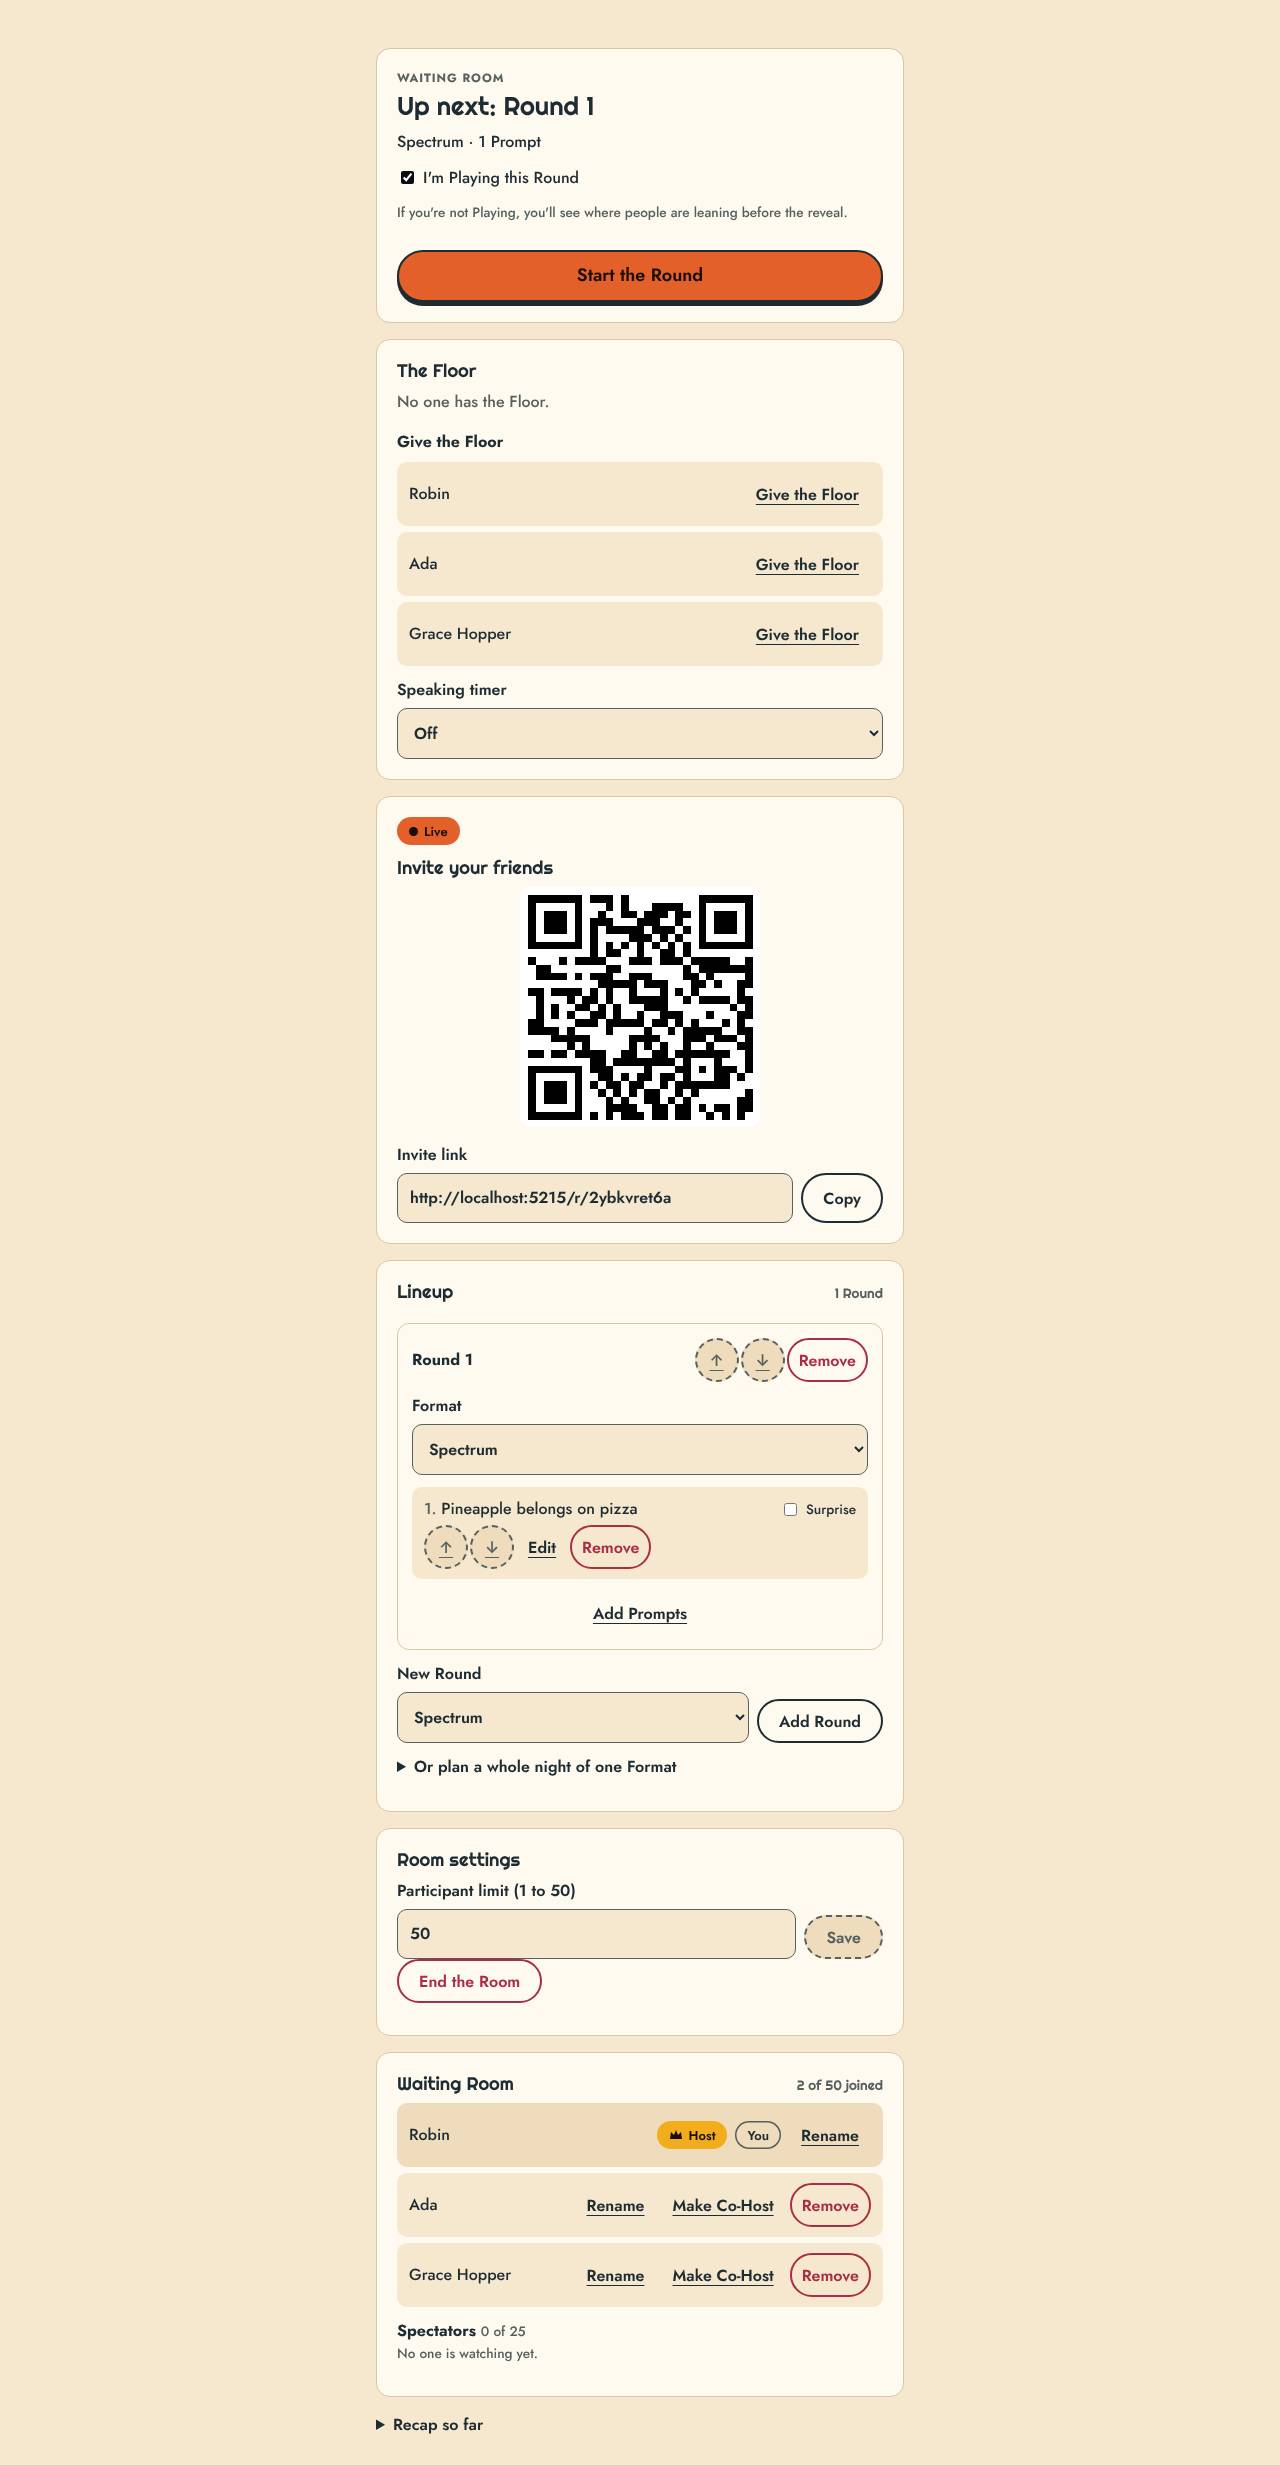 WAITING ROOM
Up next: Round 1
Spectrum · 1 Prompt
I'm Playing this Round
If you're not Playing, you'll see where people are leaning before the reveal.
Start the Round
The Floor
No one has the Floor.
Give the Floor
Robin Give the Floor
Ada Give the Floor
Grace Hopper Give the Floor
Speaking timer
Off
Live
Invite your friends
Invite link
http://localhost:5215/r/2ybkvret6a Copy
Lineup 1 Round
Round 1 ↑ ↓ Remove
Format
Spectrum
1. Pineapple belongs on pizza Surprise
↑ ↓ Edit Remove
Add Prompts
New Round
Spectrum Add Round
Or plan a whole night of one Format
Room settings
Participant limit (1 to 50)
50 Save
End the Room
Waiting Room 2 of 50 joined
Robin Host You Rename
Ada Rename Make Co-Host Remove
Grace Hopper Rename Make Co-Host Remove
Spectators 0 of 25
No one is watching yet.
Recap so far